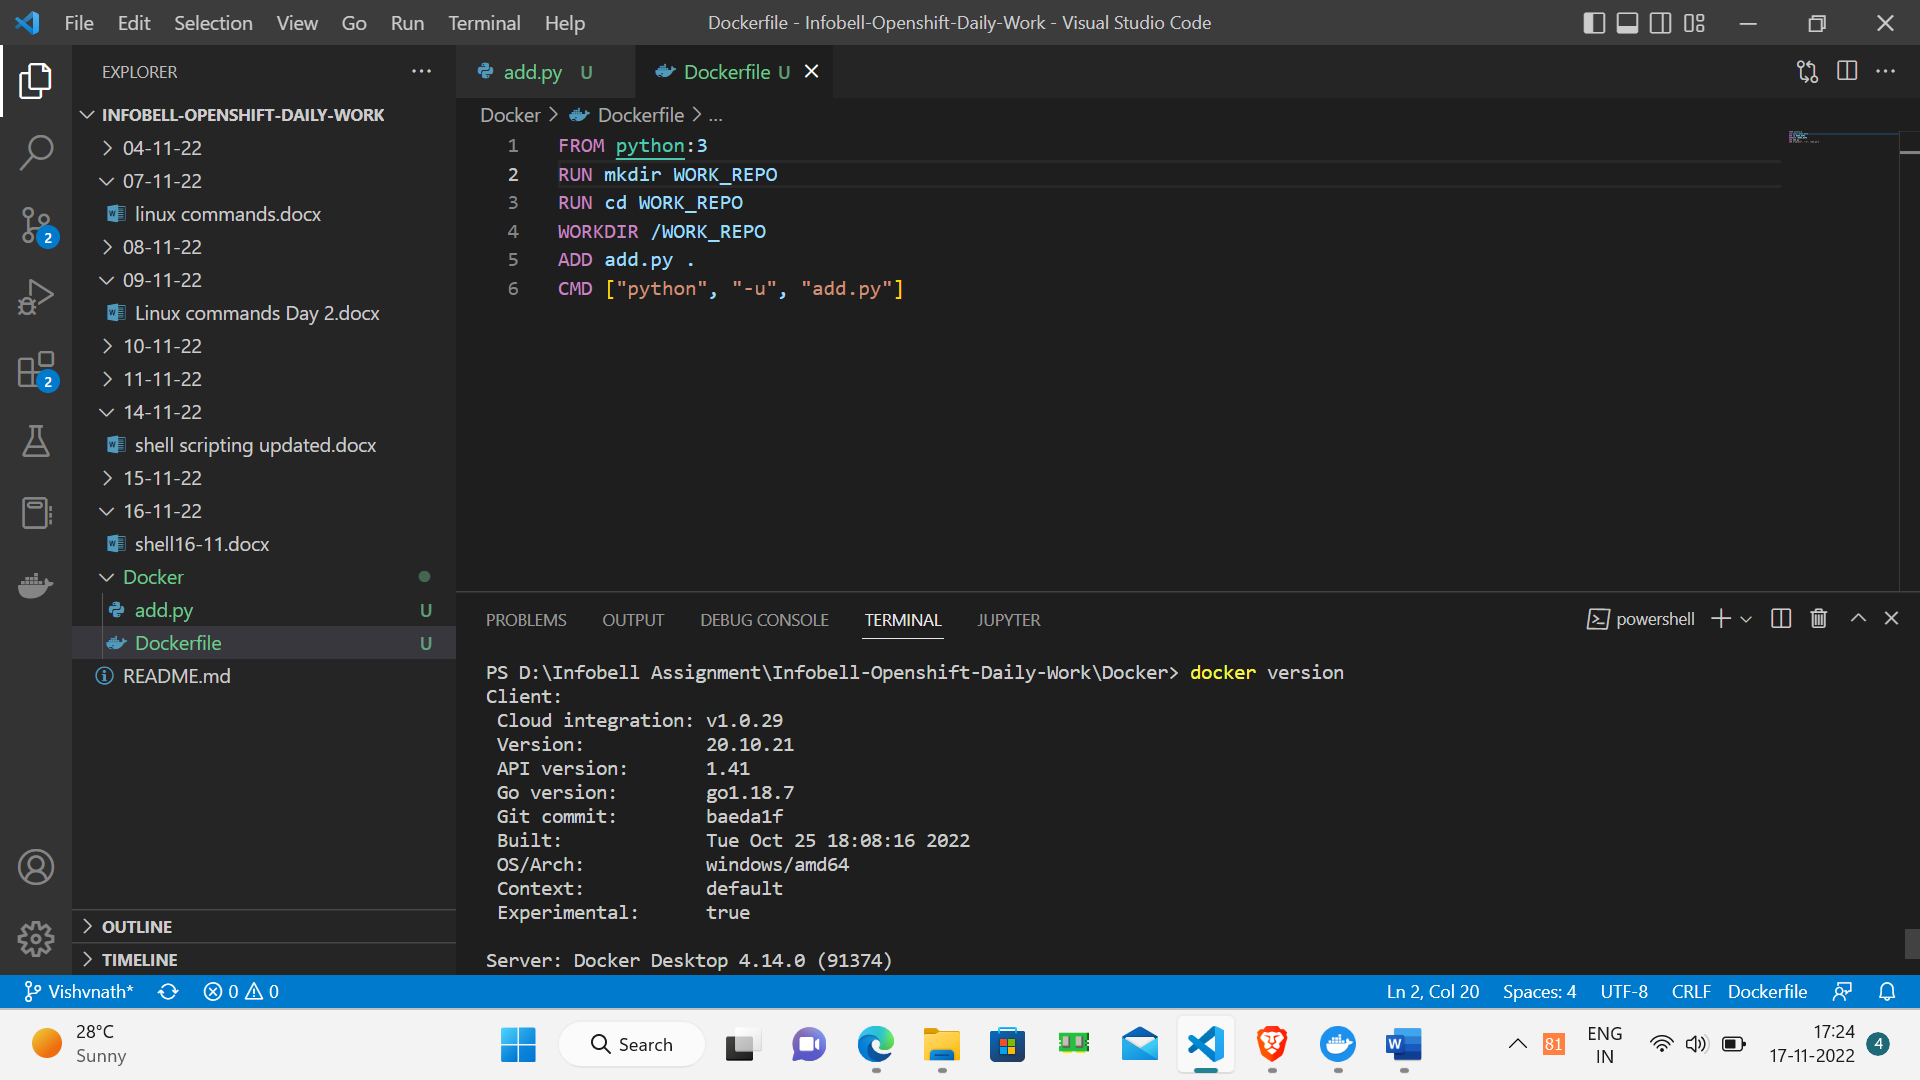 File Edit Selection View Go Run Terminal Help
Dockerfile - Infobell-Openshift-Daily-Work - Visual Studio Code
EXPLORER
INFOBELL-OPENSHIFT-DAILY-WORK
04-11-22
07-11-22
linux commands.docx
08-11-22
09-11-22
Linux commands Day 2.docx
10-11-22
11-11-22
14-11-22
shell scripting updated.docx
15-11-22
16-11-22
shell16-11.docx
Docker
add.py U
Dockerfile U
README.md
OUTLINE
TIMELINE
2
2
add.py U
Dockerfile U
Docker > Dockerfile > ...
1 FROM python:3
2 RUN mkdir WORK_REPO
3 RUN cd WORK_REPO
4 WORKDIR /WORK_REPO
5 ADD add.py .
6 CMD ["python", "-u", "add.py"]
PROBLEMS OUTPUT DEBUG CONSOLE TERMINAL JUPYTER
powershell
PS D:\Infobell Assignment\Infobell-Openshift-Daily-Work\Docker> docker version
Client:
Cloud integration: v1.0.29
Version: 20.10.21
API version: 1.41
Go version: go1.18.7
Git commit: baeda1f
Built: Tue Oct 25 18:08:16 2022
OS/Arch: windows/amd64
Context: default
Experimental: true
Server: Docker Desktop 4.14.0 (91374)
Vishvnath* 0 0
Ln 2, Col 20 Spaces: 4 UTF-8 CRLF Dockerfile
28°C
Sunny
Search
W
81
ENG
IN
17:24
17-11-2022
4